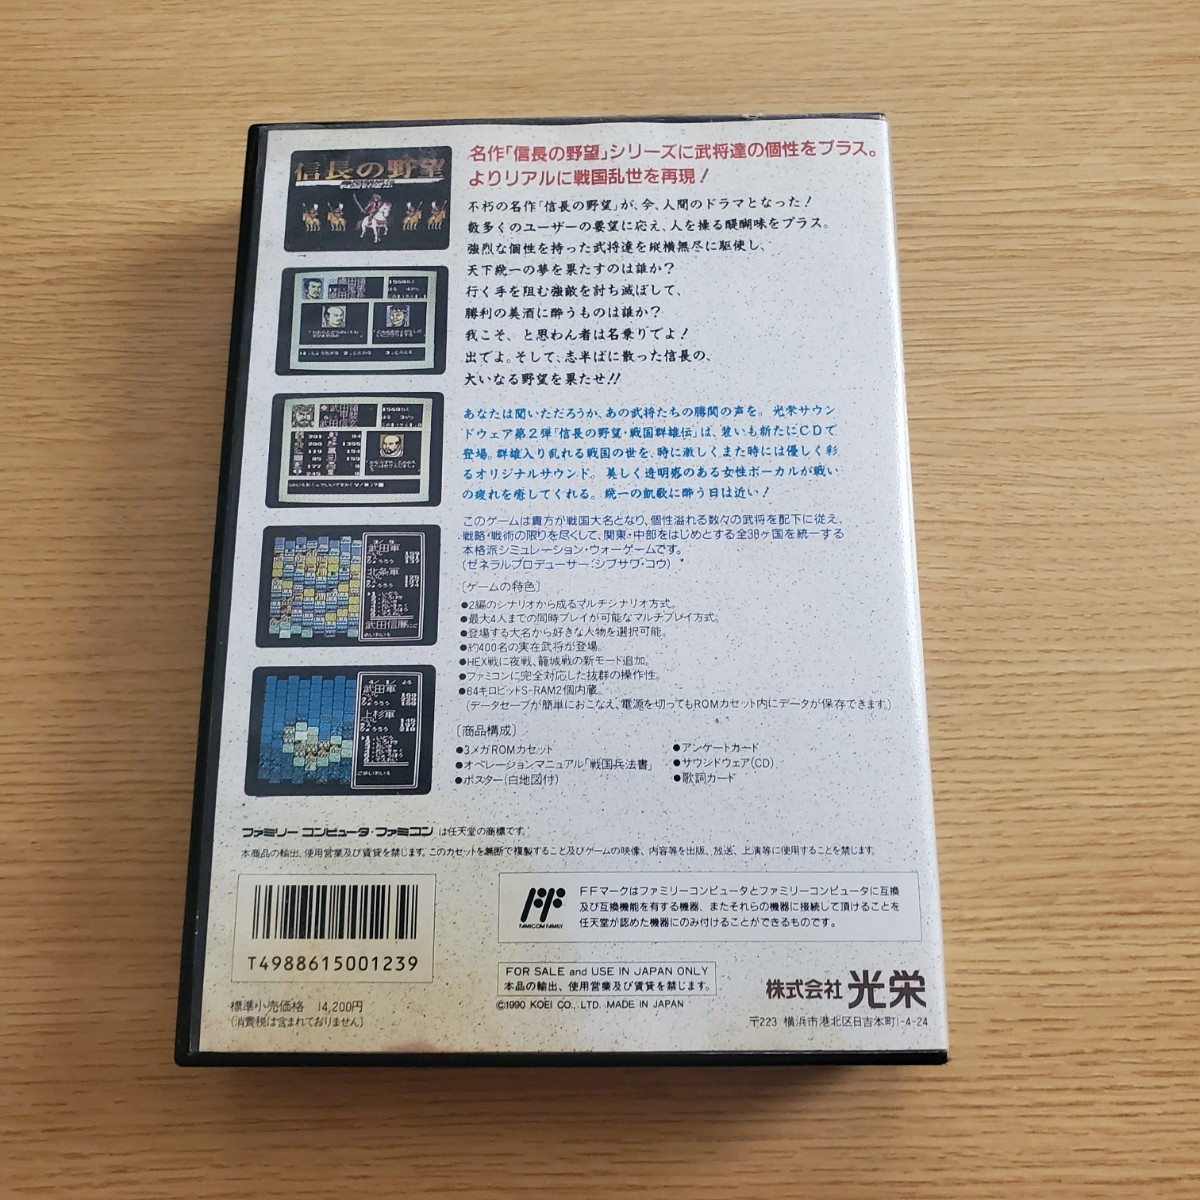 名作「信長の野望」シリーズに武将達の個性をプラス。
よりリアルに戦国乱世を再現！
不朽の名作「信長の野望」が、今、人間のドラマとなった！
数多くのユーザーの要望に応え、人を操る醍醐味をプラス。
強烈な個性を持った武将達を縦横無尽に駆使し、
天下統一の夢を果たすのは誰か？
行く手を阻む強敵を討ち滅ぼして、
勝利の美酒に酔うものは誰か？
我こそ、と思わん者は名乗りでよ！
出でよ。そして、志半ばに散った信長の、
大いなる野望を果たせ!!
あなたは聞いただろうか、あの武将たちの勝鬨の声を。光栄サウン
ドウェア第2弾「信長の野望・戦国群雄伝」は、装いも新たにCDで
登場。群雄入り乱れる戦国の世を、時に激しくまた時には優しく彩
るオリジナルサウンド。美しく透明感のある女性ボーカルが戦い
の疲れを癒してくれる。統一の凱歌に酔う日は近い！
このゲームは貴方が戦国大名となり、個性溢れる数々の武将を配下に従え、
戦略・戦術の限りを尽くして、関東・中部をはじめとする全38ヶ国を統一する
本格派シミュレーション・ウォーゲームです。
(ゼネラルプロデューサー:シブサワ・コウ)
〔ゲームの特色〕
●2編のシナリオから成るマルチシナリオ方式。
●最大4人までの同時プレイが可能なマルチプレイ方式。
●登場する大名から好きな人物を選択可能。
●約400名の実在武将が登場。
●HEX戦に夜戦、籠城戦の新モード追加。
●ファミコンに完全対応した抜群の操作性。
●64キロビットS-RAM2個内蔵。
(データセーブが簡単におこなえ、電源を切ってもROMカセット内にデータが保存できます。)
〔商品構成〕
●3メガROMカセット
●オペレーションマニュアル「戦国兵法書」
●ポスター(白地図付)
●アンケートカード
●サウンドウェア(CD)
●歌詞カード
信長の野望
武田軍
北条軍
武田軍
上杉軍
ファミリーコンピュータ・ファミコンは任天堂の商標です。
本商品の輸出、使用営業及び賃貸を禁じます。このカセットを無断で複製すること及びゲームの映像、内容等を出版、放送、上演等に使用することを禁じます。
T4988615001239
FAMICOM FAMILY
FFマークはファミリーコンピュータとファミリーコンピュータに互換
及び互換機能を有する機器、またそれらの機器に接続して頂けることを
任天堂が認めた機器にのみ付けることができるものです。
FOR SALE and USE IN JAPAN ONLY
本品の輸出、使用営業及び賃貸を禁じます。
©1990 KOEI CO., LTD. MADE IN JAPAN
標準小売価格 14,200円
(消費税は含まれておりません)
株式会社 光栄
〒223 横浜市港北区日吉本町1-4-24